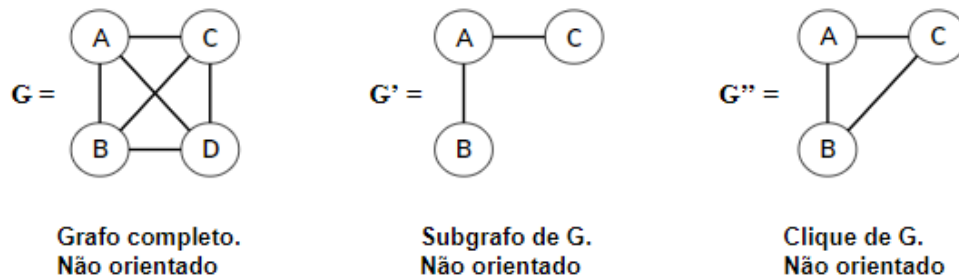 A C
G =
B D
A C
G' =
B
A C
G'' =
B
Grafo completo.
Não orientado
Subgrafo de G.
Não orientado
Clique de G.
Não orientado